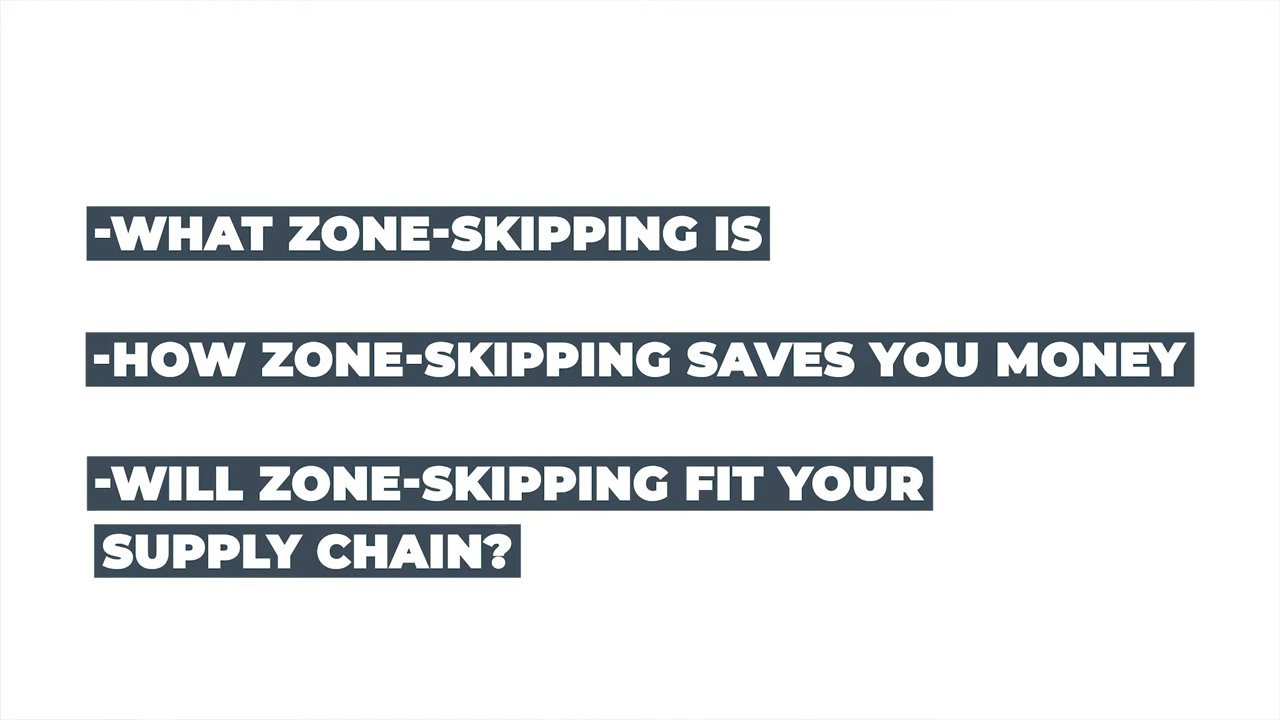 -WHAT ZONE-SKIPPING IS
-HOW ZONE-SKIPPING SAVES YOU MONEY
-WILL ZONE-SKIPPING FIT YOUR
SUPPLY CHAIN?